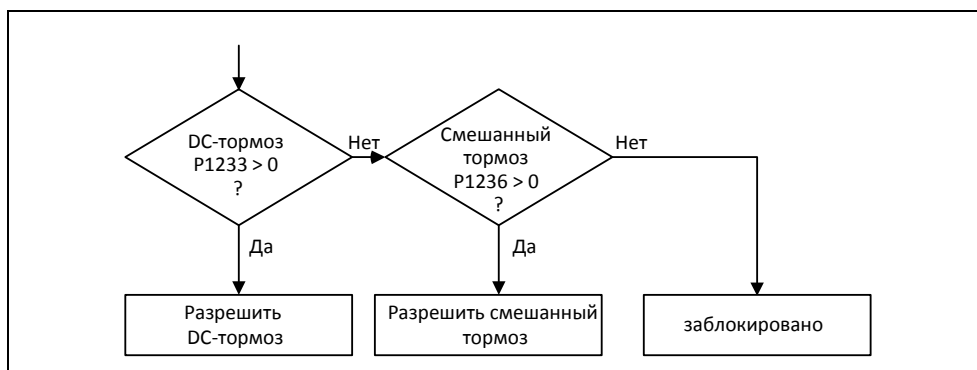 DC-тормоз
P1233 > 0
?
Нет
Смешанный
тормоз
P1236 > 0
?
Нет
Да
Да
Разрешить
DC-тормоз
Разрешить смешанный
тормоз
заблокировано